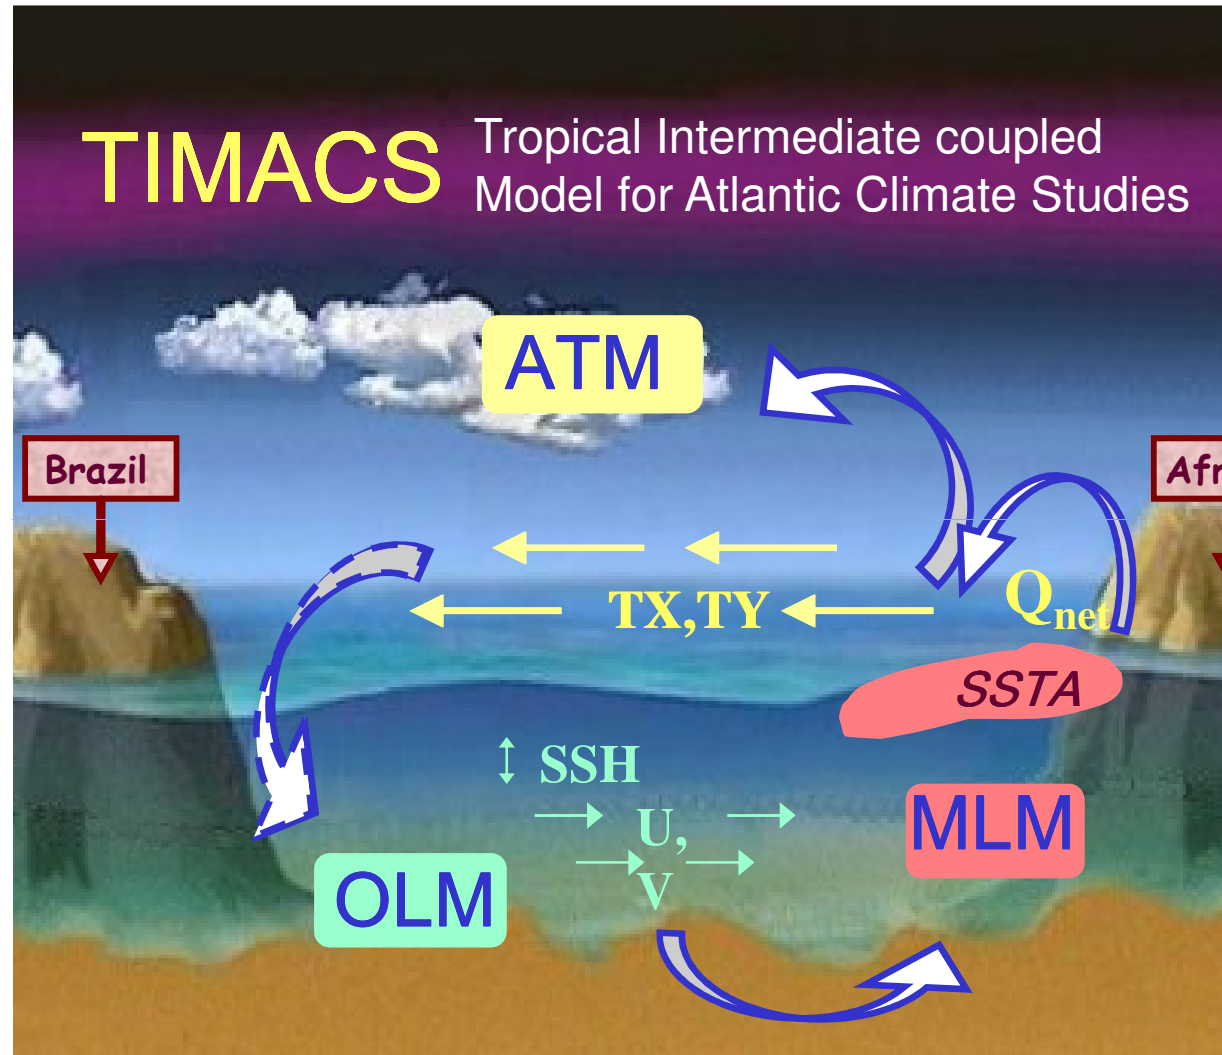 TIMACS
Tropical Intermediate coupled
Model for Atlantic Climate Studies
ATM
Brazil
Afr
TX,TY
Qnet
SSTA
SSH
U,
V
MLM
OLM